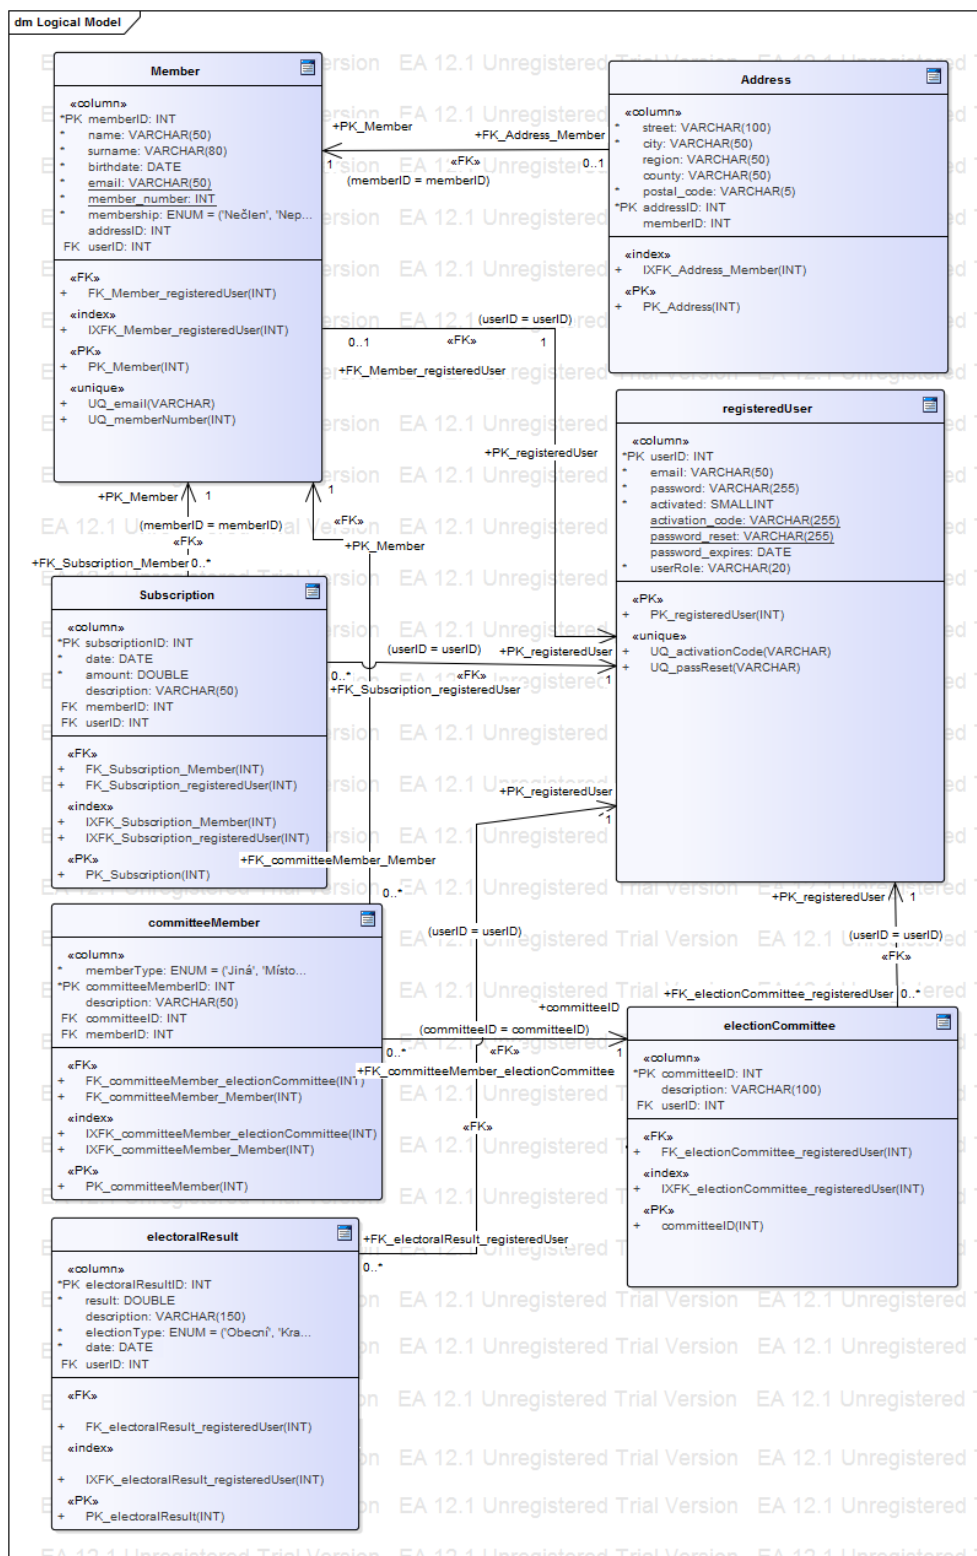 dm Logical Model
Member
«column»
*PK memberID: INT
* name: VARCHAR(50)
* surname: VARCHAR(80)
* birthdate: DATE
* email: VARCHAR(50)
* member_number: INT
* membership: ENUM = ('Nečlen', 'Nep...
addressID: INT
FK userID: INT
«FK»
+ FK_Member_registeredUser(INT)
«index»
+ IXFK_Member_registeredUser(INT)
«PK»
+ PK_Member(INT)
«unique»
+ UQ_email(VARCHAR)
+ UQ_memberNumber(INT)
+PK_Member
+FK_Address_Member
1
«FK»
0..1
(memberID = memberID)
Address
«column»
* street: VARCHAR(100)
* city: VARCHAR(50)
region: VARCHAR(50)
county: VARCHAR(50)
* postal_code: VARCHAR(5)
*PK addressID: INT
memberID: INT
«index»
+ IXFK_Address_Member(INT)
«PK»
+ PK_Address(INT)
(userID = userID)
0..1
«FK»
1
+FK_Member_registeredUser
+PK_registeredUser
registeredUser
«column»
*PK userID: INT
* email: VARCHAR(50)
* password: VARCHAR(255)
* activated: SMALLINT
activation_code: VARCHAR(255)
password_reset: VARCHAR(255)
password_expires: DATE
* userRole: VARCHAR(20)
«PK»
+ PK_registeredUser(INT)
«unique»
+ UQ_activationCode(VARCHAR)
+ UQ_passReset(VARCHAR)
+PK_Member
1
(memberID = memberID)
«FK»
+FK_Subscription_Member
0..*
1
«FK»
+PK_Member
Subscription
«column»
*PK subscriptionID: INT
* date: DATE
* amount: DOUBLE
description: VARCHAR(50)
FK memberID: INT
FK userID: INT
«FK»
+ FK_Subscription_Member(INT)
+ FK_Subscription_registeredUser(INT)
«index»
+ IXFK_Subscription_Member(INT)
+ IXFK_Subscription_registeredUser(INT)
«PK»
+ PK_Subscription(INT)
(userID = userID)
+PK_registeredUser
0..*
«FK»
1
+FK_Subscription_registeredUser
+PK_registeredUser
1
+FK_committeeMember_Member
0..*
committeeMember
«column»
* memberType: ENUM = ('Jiná', 'Místo...
*PK committeeMemberID: INT
description: VARCHAR(50)
FK committeeID: INT
FK memberID: INT
«FK»
+ FK_committeeMember_electionCommittee(INT)
+ FK_committeeMember_Member(INT)
«index»
+ IXFK_committeeMember_electionCommittee(INT)
+ IXFK_committeeMember_Member(INT)
«PK»
+ PK_committeeMember(INT)
(userID = userID)
+PK_registeredUser
1
(userID = userID)
«FK»
+FK_electionCommittee_registeredUser
0..*
+committeeID
(committeeID = committeeID)
0..*
«FK»
1
+FK_committeeMember_electionCommittee
«FK»
electionCommittee
«column»
*PK committeeID: INT
description: VARCHAR(100)
FK userID: INT
«FK»
+ FK_electionCommittee_registeredUser(INT)
«index»
+ IXFK_electionCommittee_registeredUser(INT)
«PK»
+ committeeID(INT)
electoralResult
«column»
*PK electoralResultID: INT
* result: DOUBLE
description: VARCHAR(150)
* electionType: ENUM = ('Obecní', 'Kra...
* date: DATE
FK userID: INT
«FK»
+ FK_electoralResult_registeredUser(INT)
«index»
+ IXFK_electoralResult_registeredUser(INT)
«PK»
+ PK_electoralResult(INT)
+FK_electoralResult_registeredUser
0..*
EA 12.1 Unregistered Trial Version